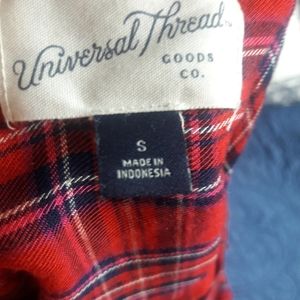 Universal Thread
GOODS
CO.
S
MADE IN
INDONESIA